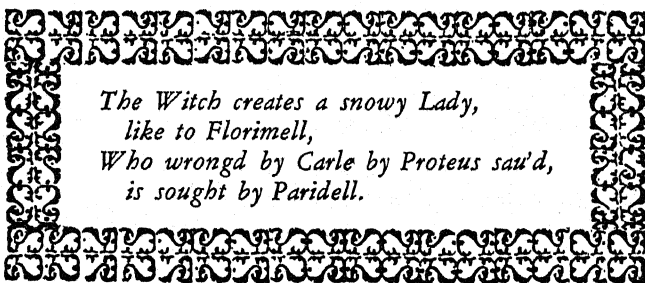 The Witch creates a snowy Lady,
like to Florimell,
Who wrongd by Carle by Proteus sau'd,
is sought by Paridell.